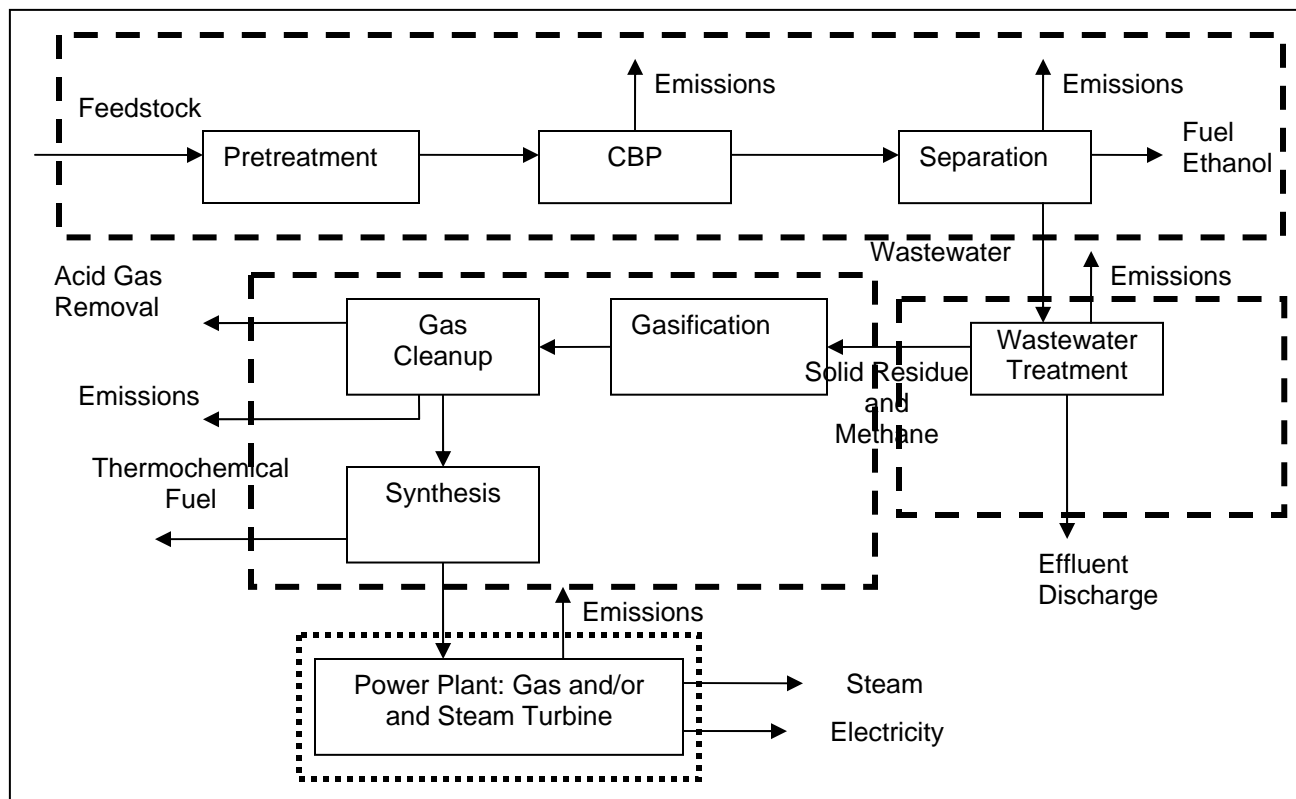 Emissions
Emissions
Feedstock
Fuel
Ethanol
Pretreatment
CBP
Separation
Wastewater
Emissions
Acid Gas
Removal
Gas
Cleanup
Gasification
Wastewater
Treatment
Solid Residue
and
Methane
Emissions
Thermochemical
Fuel
Synthesis
Effluent
Discharge
Emissions
Power Plant: Gas and/or
and Steam Turbine
Steam
Electricity